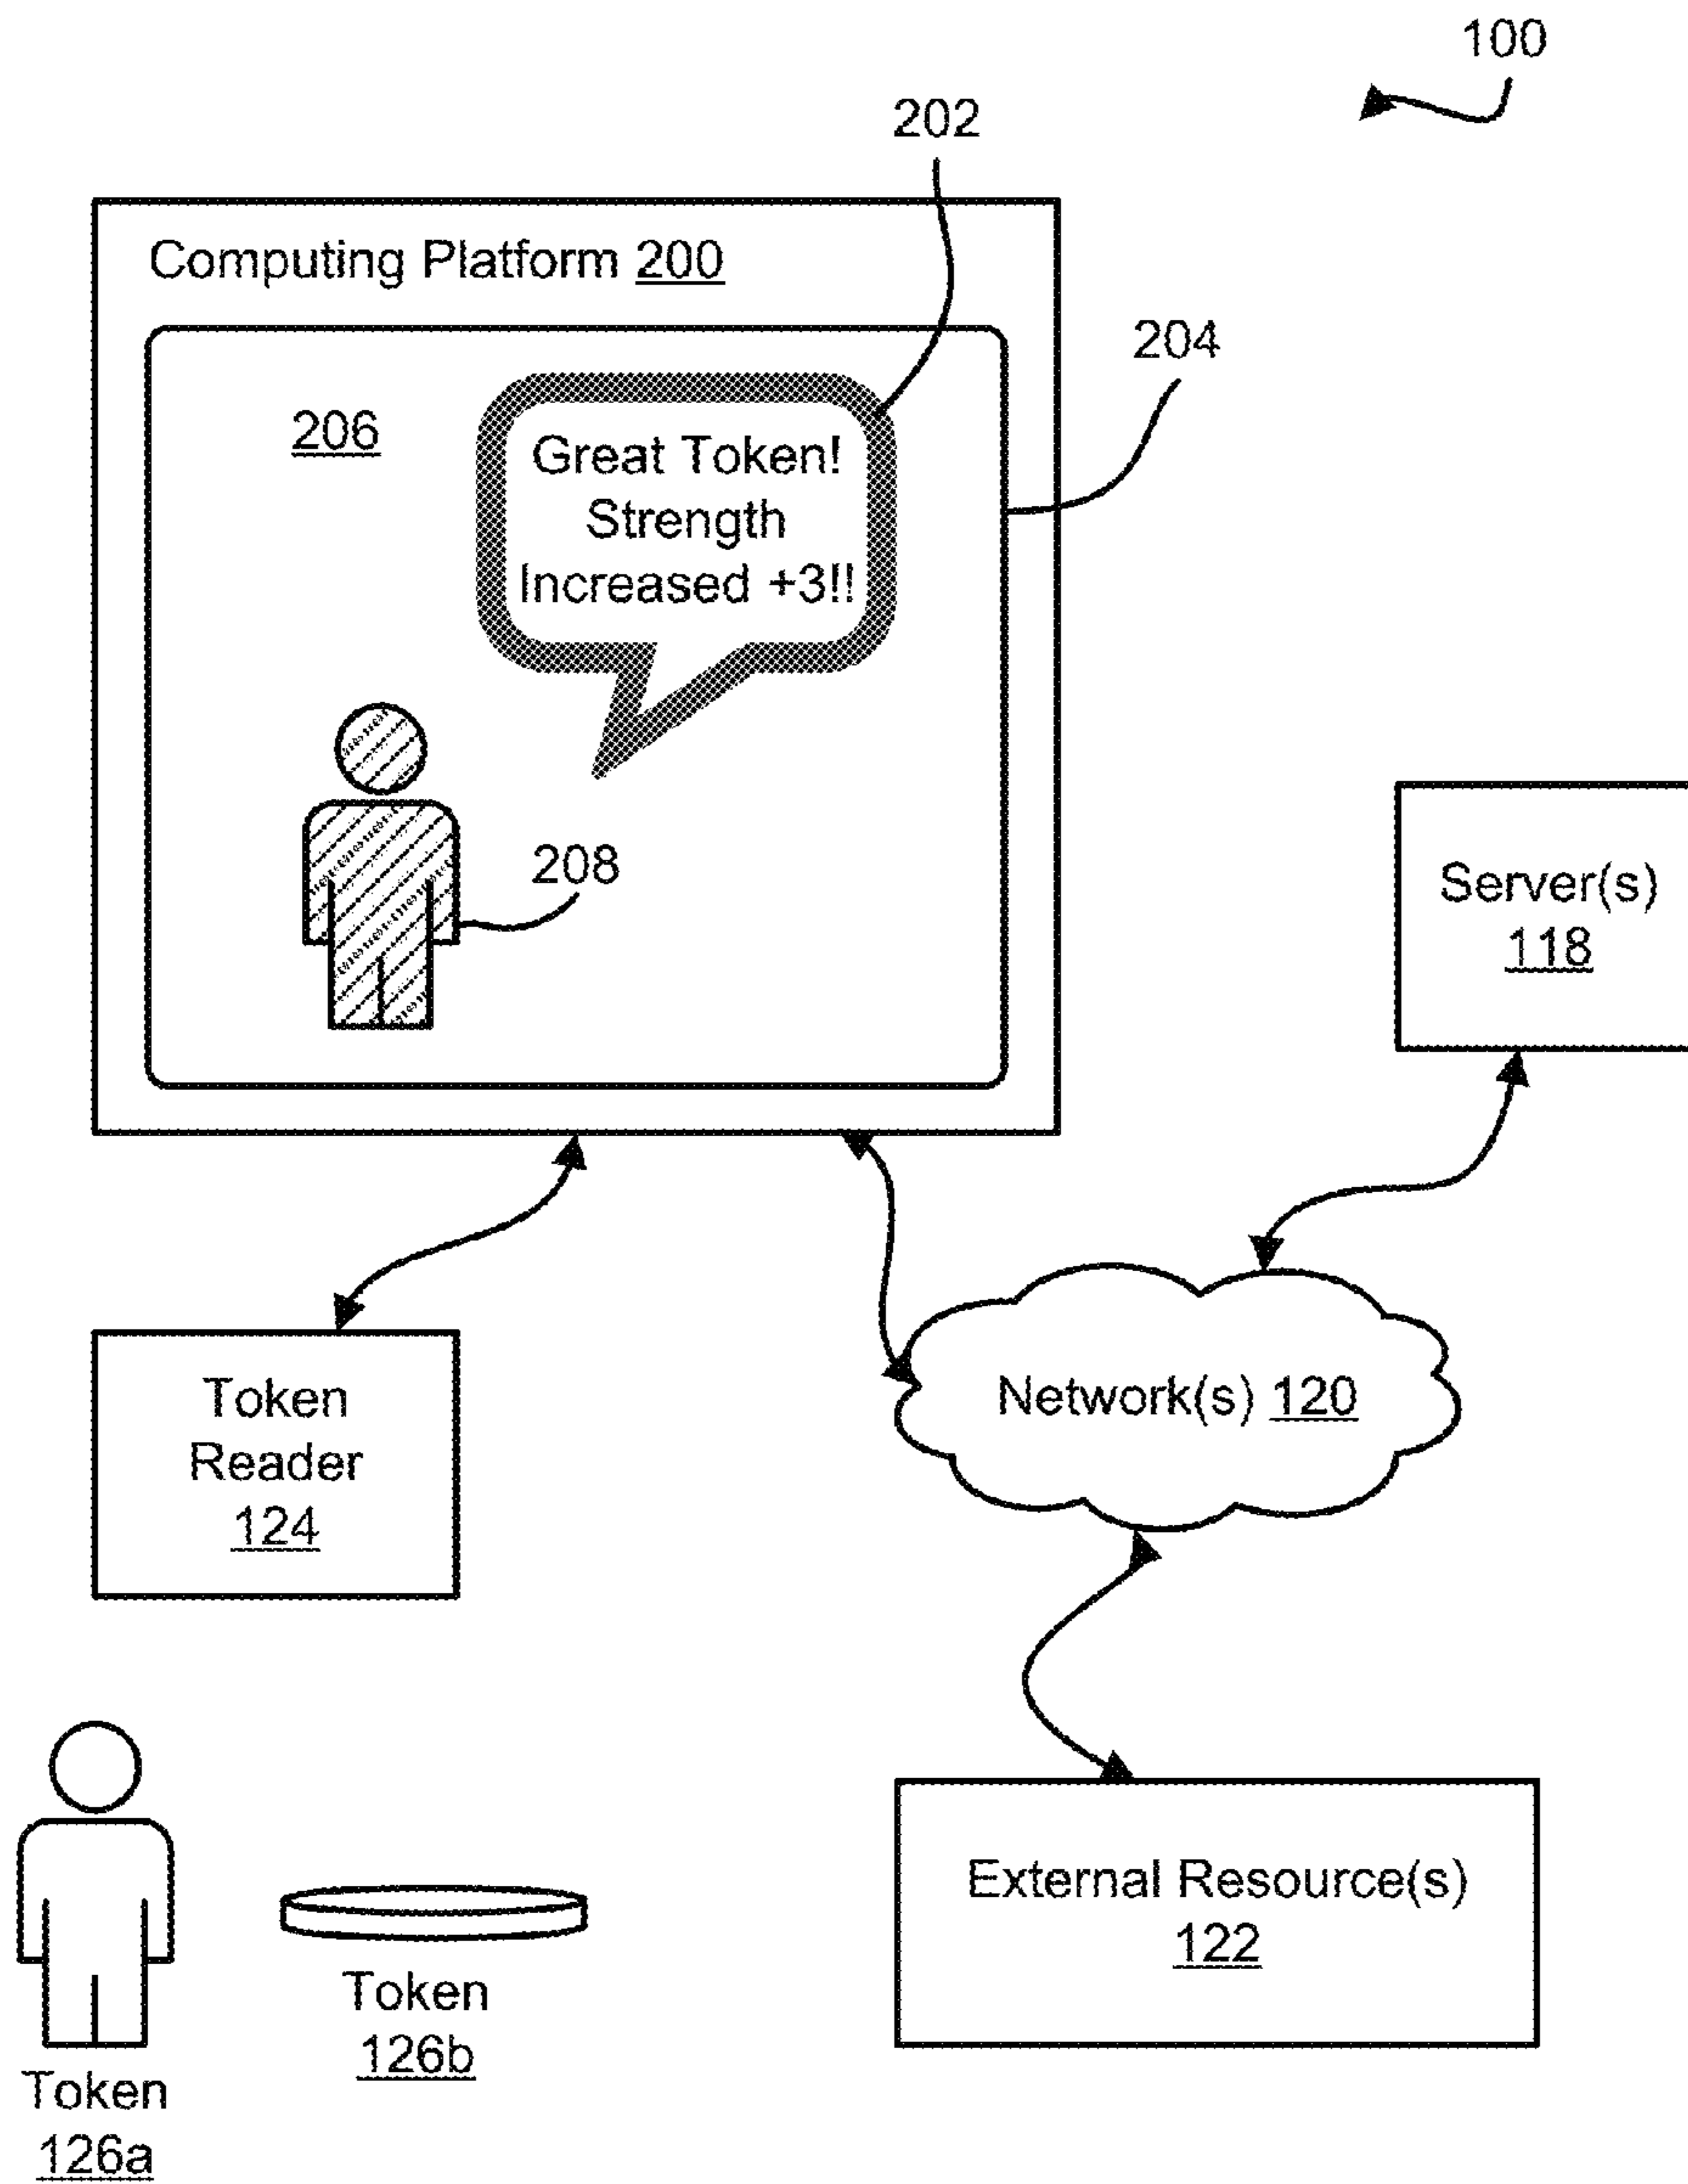 100
202
Computing Platform 200
204
206
Great Token!
Strength
Increased +3!!
208
Server(s)
118
Token
Reader
124
Network(s) 120
External Resource(s)
122
Token
126b
Token
126a